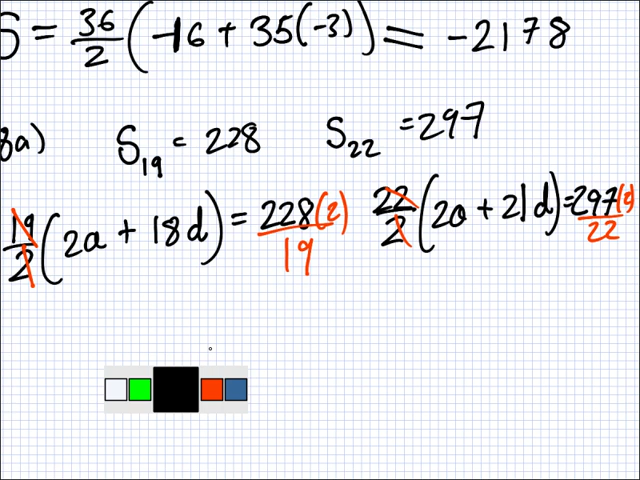 S = 36/2 (-16 + 35(-3)) = -2178
8a) S₁₉ = 228 S₂₂ = 297
19/2 (2a + 18d) = 228(2)/19 22/2 (2a + 21d) = 297(2)/22